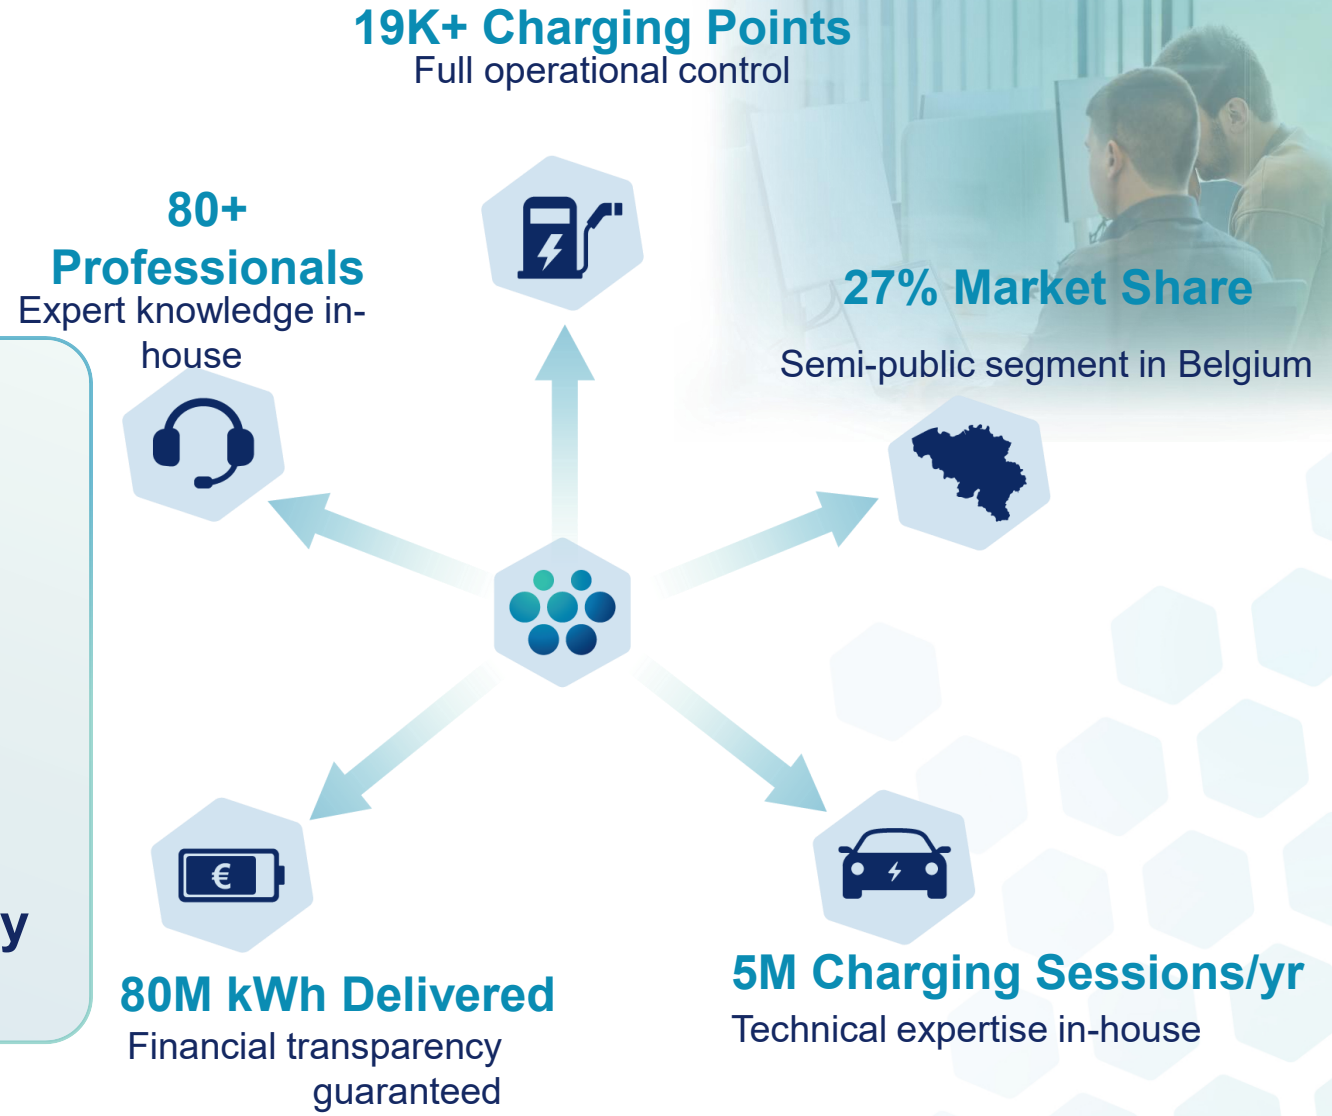 19K+ Charging Points
Full operational control
80+
Professionals
Expert knowledge in-
house
27% Market Share
Semi-public segment in Belgium
€
y
80M kWh Delivered
Financial transparency
guaranteed
5M Charging Sessions/yr
Technical expertise in-house